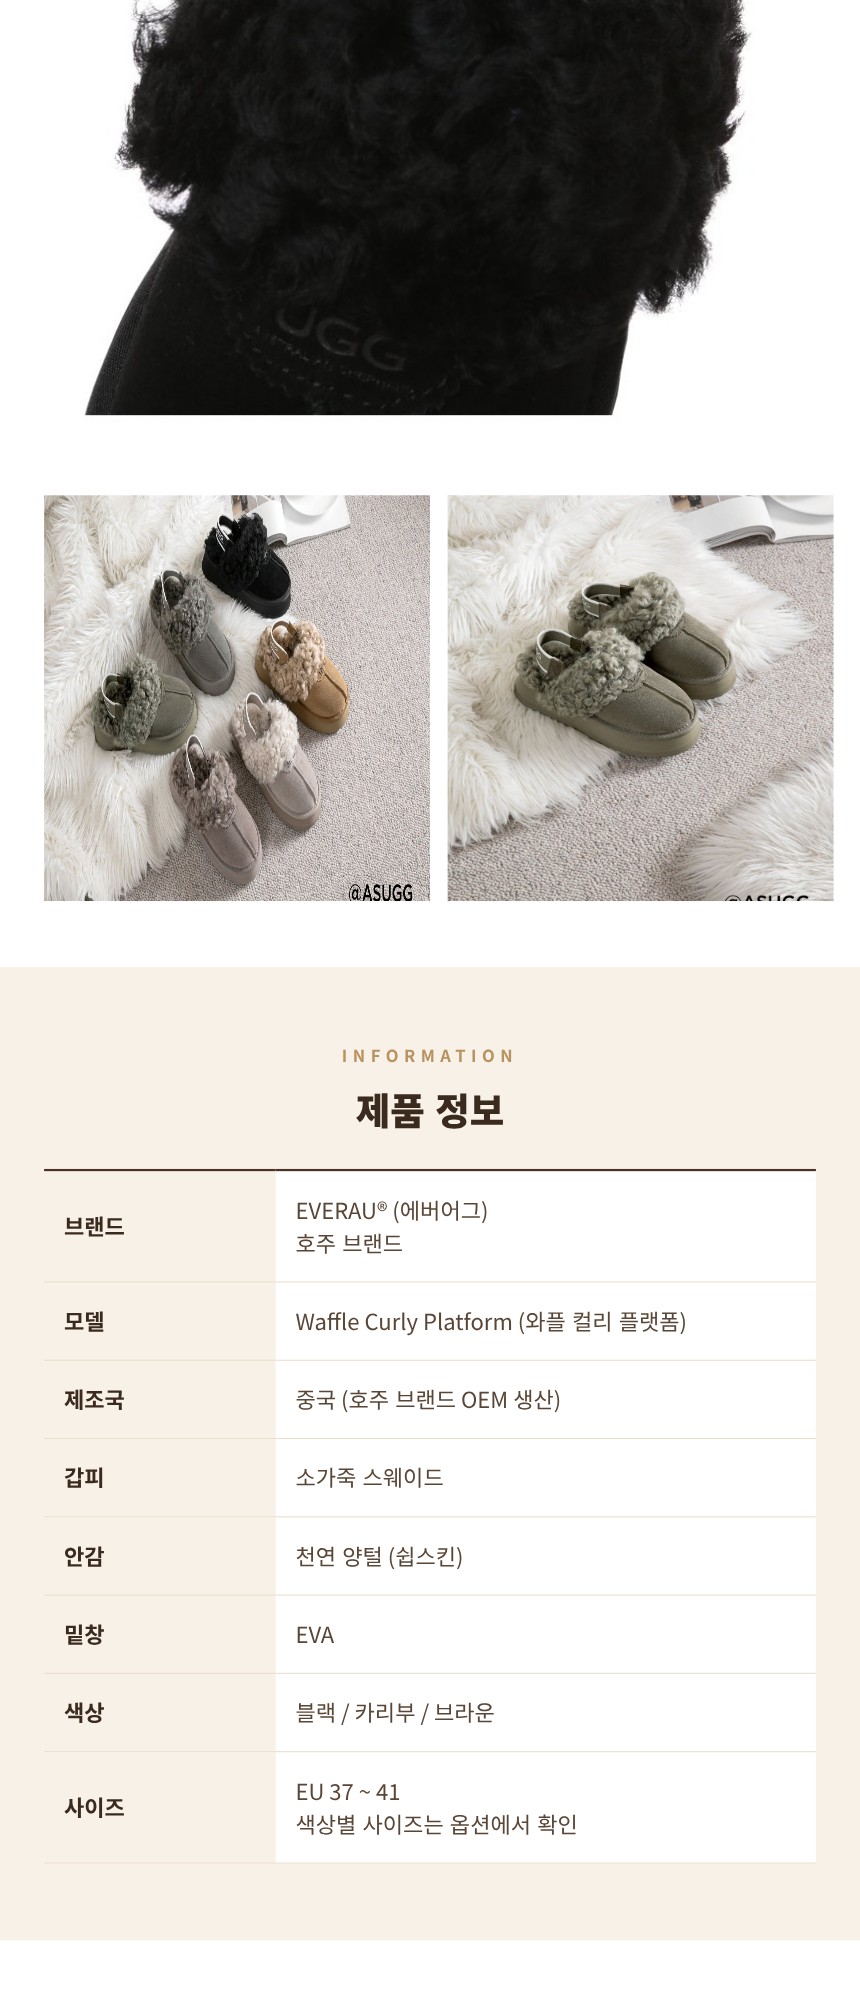 UGG
@ASUGG
@ASUGG
INFORMATION
제품 정보
브랜드
EVERAU® (에버어그)
호주 브랜드
모델
Waffle Curly Platform (와플 컬리 플랫폼)
제조국
중국 (호주 브랜드 OEM 생산)
갑피
소가죽 스웨이드
안감
천연 양털 (쉽스킨)
밑창
EVA
색상
블랙 / 카리부 / 브라운
사이즈
EU 37 ~ 41
색상별 사이즈는 옵션에서 확인